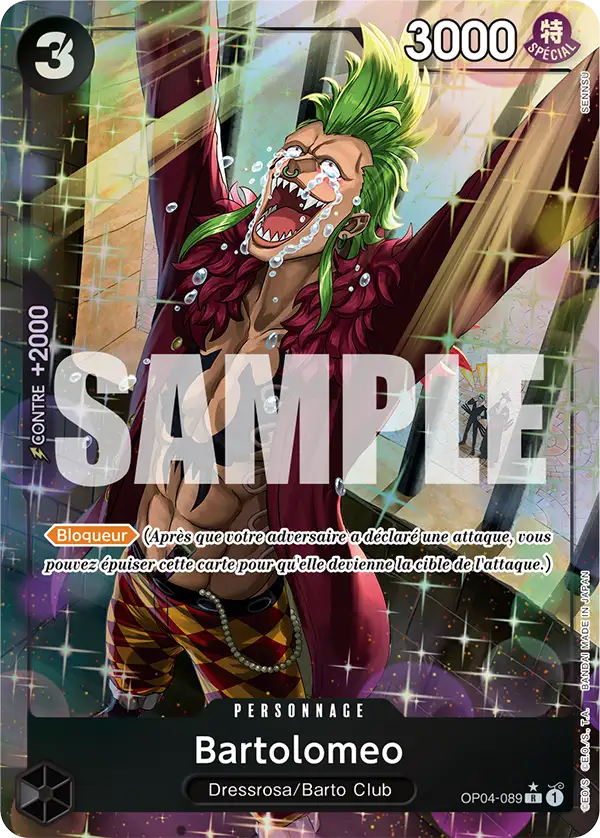 3
3000
特
SPÉCIAL
SENNSU
CONTRE +2000
SAMPLE
Bloqueur (Après que votre adversaire a déclaré une attaque, vous
pouvez épuiser cette carte pour qu'elle devienne la cible de l'attaque.)
©E.O./S. ©E.O./S., T.A. BANDAI MADE IN JAPAN
PERSONNAGE
Bartolomeo
Dressrosa/Barto Club
OP04-089 R 1